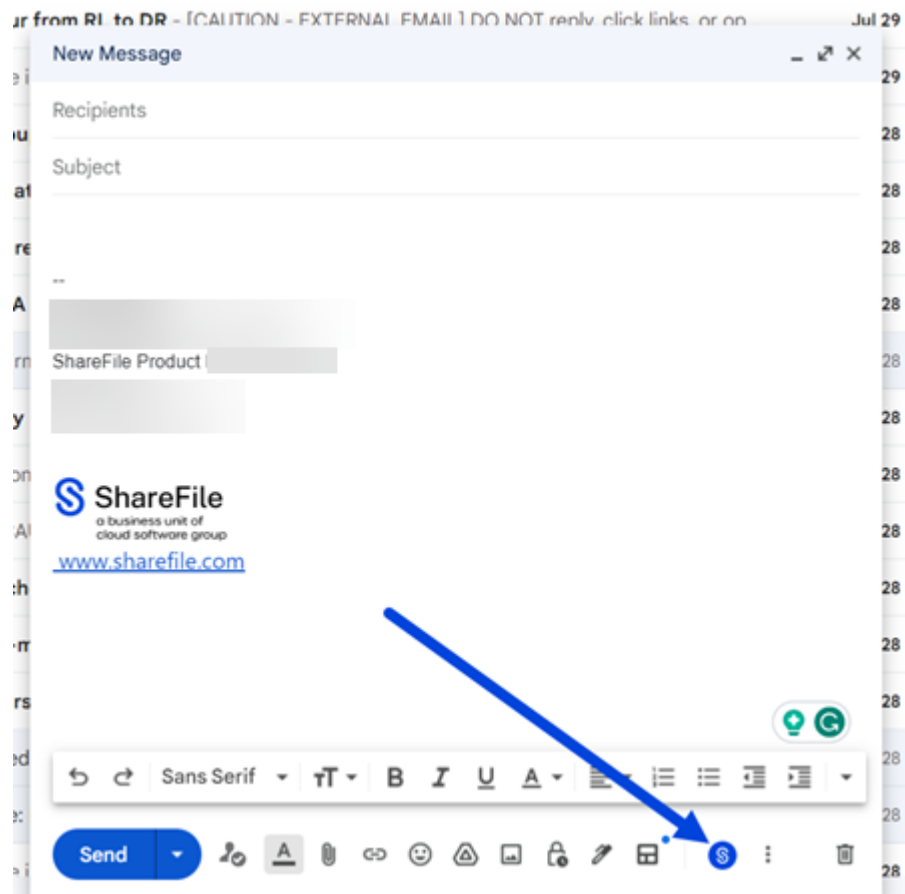 ur from RL to DR - [CAUTION - EXTERNAL EMAIL] DO NOT reply, click links, or op Jul 29
New Message
29
Recipients
28
Subject
28
re 28
--
A 28
ShareFile Product
28
y 28
28
ShareFile
a business unit of
cloud software group
28
www.sharefile.com
28
28
28
Sans Serif
B I U A
28
28
Send A
28